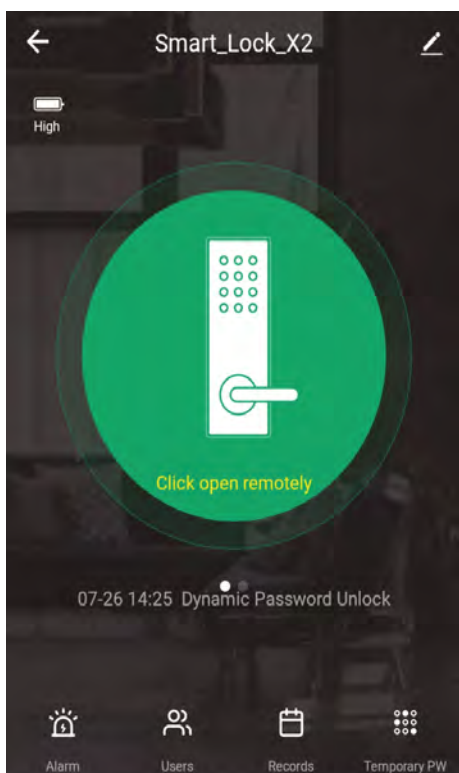 Smart_Lock_X2
High
Click open remotely
07-26 14:25 Dynamic Password Unlock
Alarm Users Records Temporary PW